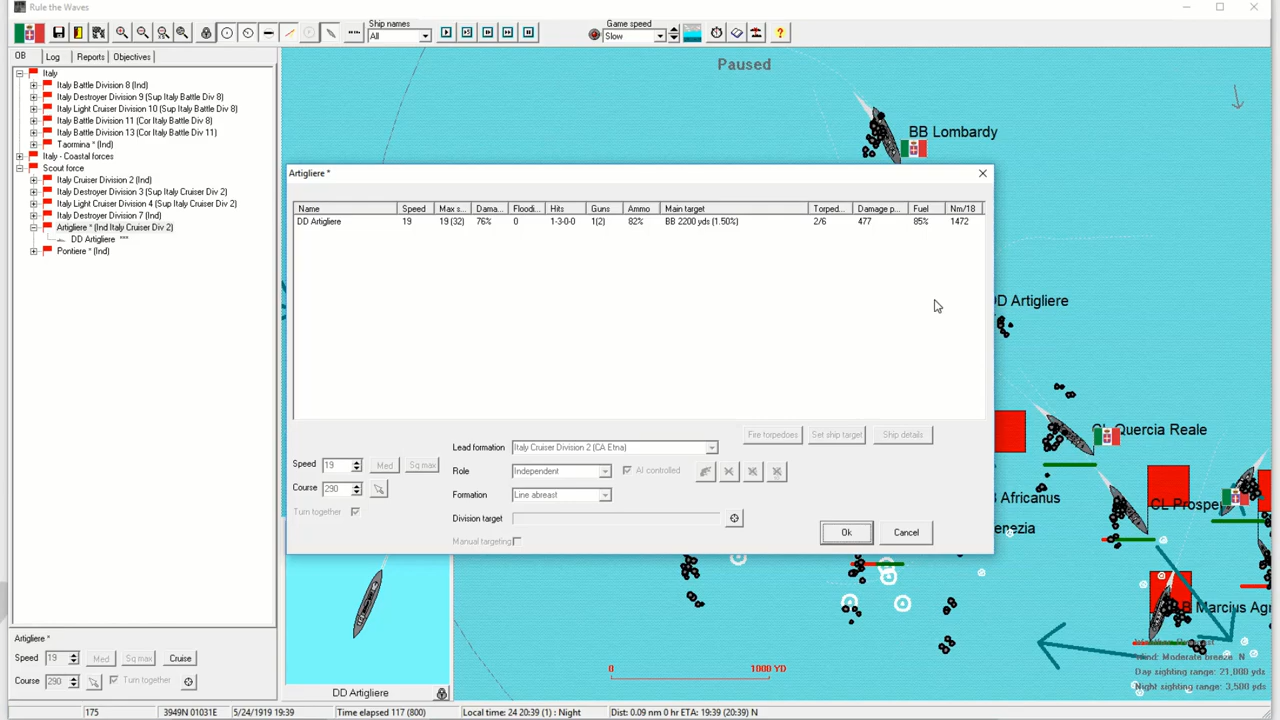 Rule the Waves
Ship names
All
Game speed
Slow
OB Log Reports Objectives
Italy
Italy Battle Division 8 (Ind)
Italy Destroyer Division 9 (Sup Italy Battle Div 8)
Italy Light Cruiser Division 10 (Sup Italy Battle Div 8)
Italy Battle Division 11 (Cor Italy Battle Div 8)
Italy Battle Division 13 (Cor Italy Battle Div 11)
Taormina * (Ind)
Italy - Coastal forces
Scout force
Italy Cruiser Division 2 (Ind)
Italy Destroyer Division 3 (Sup Italy Cruiser Div 2)
Italy Light Cruiser Division 4 (Sup Italy Cruiser Div 2)
Italy Destroyer Division 7 (Ind)
Artigliere * (Ind Italy Cruiser Div 2)
DD Artigliere ***
Pontiere * (Ind)
Paused
BB Lombardy
Artigliere *
Name Speed Max s... Dama... Floodi... Hits Guns Ammo Main target Torped... Damage p... Fuel Nm/18
DD Artigliere 19 19 (32) 76% 0 1-3-0-0 1(2) 82% BB 2200 yds (1.50%) 2/6 477 85% 1472
Fire torpedoes Set ship target Ship details
Lead formation Italy Cruiser Division 2 (CA Etna)
Speed 19 Med Sq max
Role Independent AI controlled
Course 290
Formation Line abreast
Turn together
Division target
Manual targeting
Ok Cancel
DD Artigliere
CL Quercia Reale
CL Prospe
B Africanus
enezia
B Marcius Agr
Wind: Moderate breeze N
Day sighting range: 21,000 yds
Night sighting range: 3,500 yds
0 1000 YD
Artigliere *
Speed 19 Med Sq max Cruise
Course 290 Turn together
DD Artigliere
175 3949N 01031E 5/24/1919 19:39 Time elapsed 117 (800) Local time: 24 20:39 (1) : Night Dist: 0.09 nm 0 hr ETA: 19:39 (20:39) N